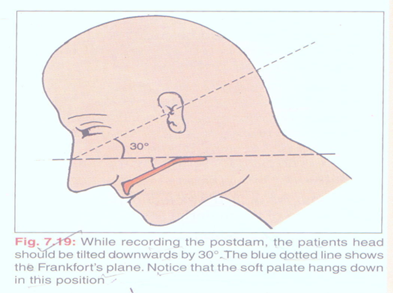 30°
Fig. 7.19: While recording the postdam, the patients head
should be tilted downwards by 30°. The blue dotted line shows
the Frankfort's plane. Notice that the soft palate hangs down
in this position